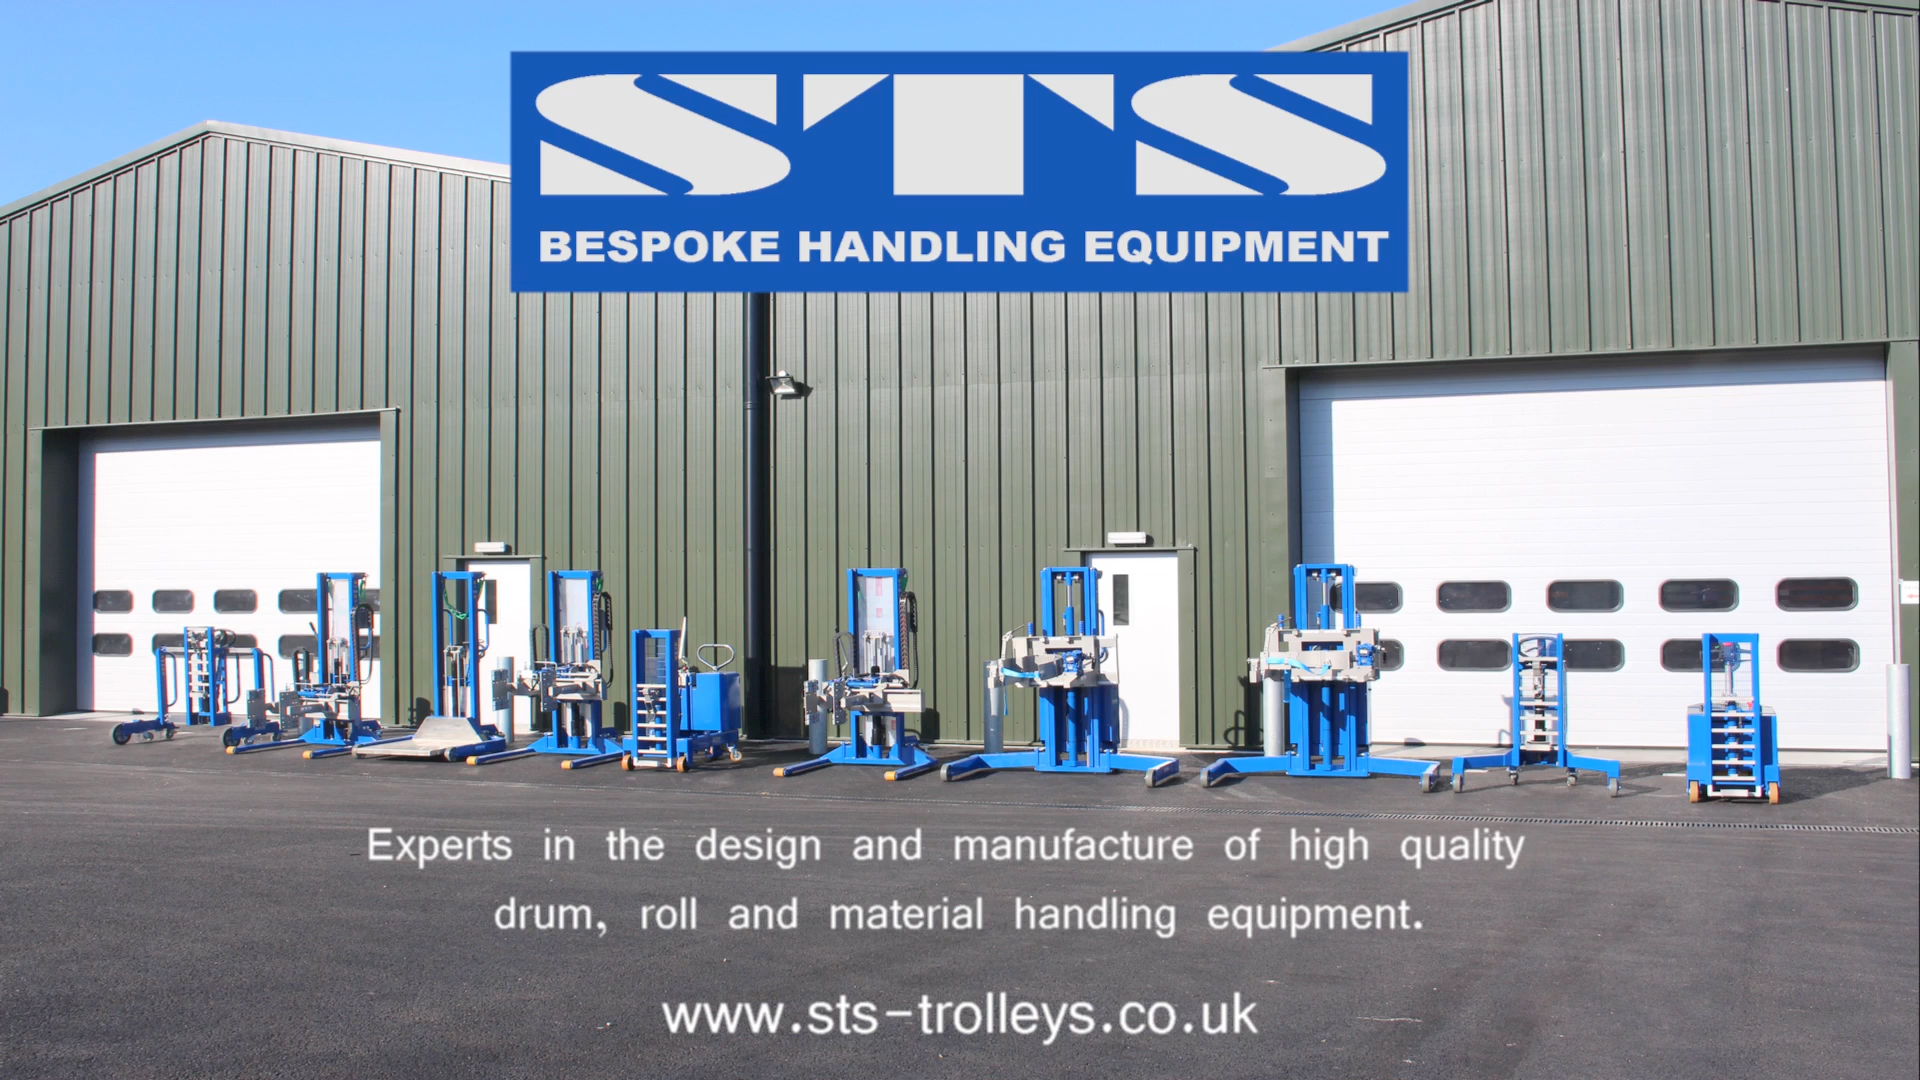 STS
BESPOKE HANDLING EQUIPMENT
Experts in the design and manufacture of high quality
drum, roll and material handling equipment.
www.sts-trolleys.co.uk